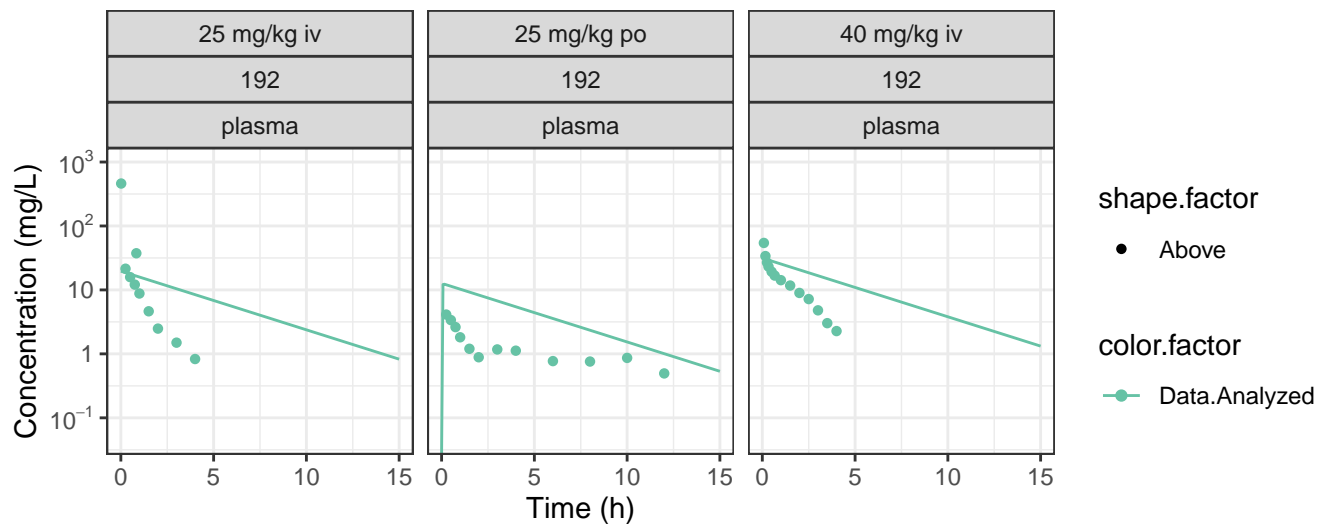 25 mg/kg iv
25 mg/kg po
40 mg/kg iv
192
192
192
plasma
plasma
plasma
Concentration (mg/L)
10³
10²
10
1
10⁻¹
0 5 10 15
0 5 10 15
0 5 10 15
Time (h)
shape.factor
Above
color.factor
Data.Analyzed